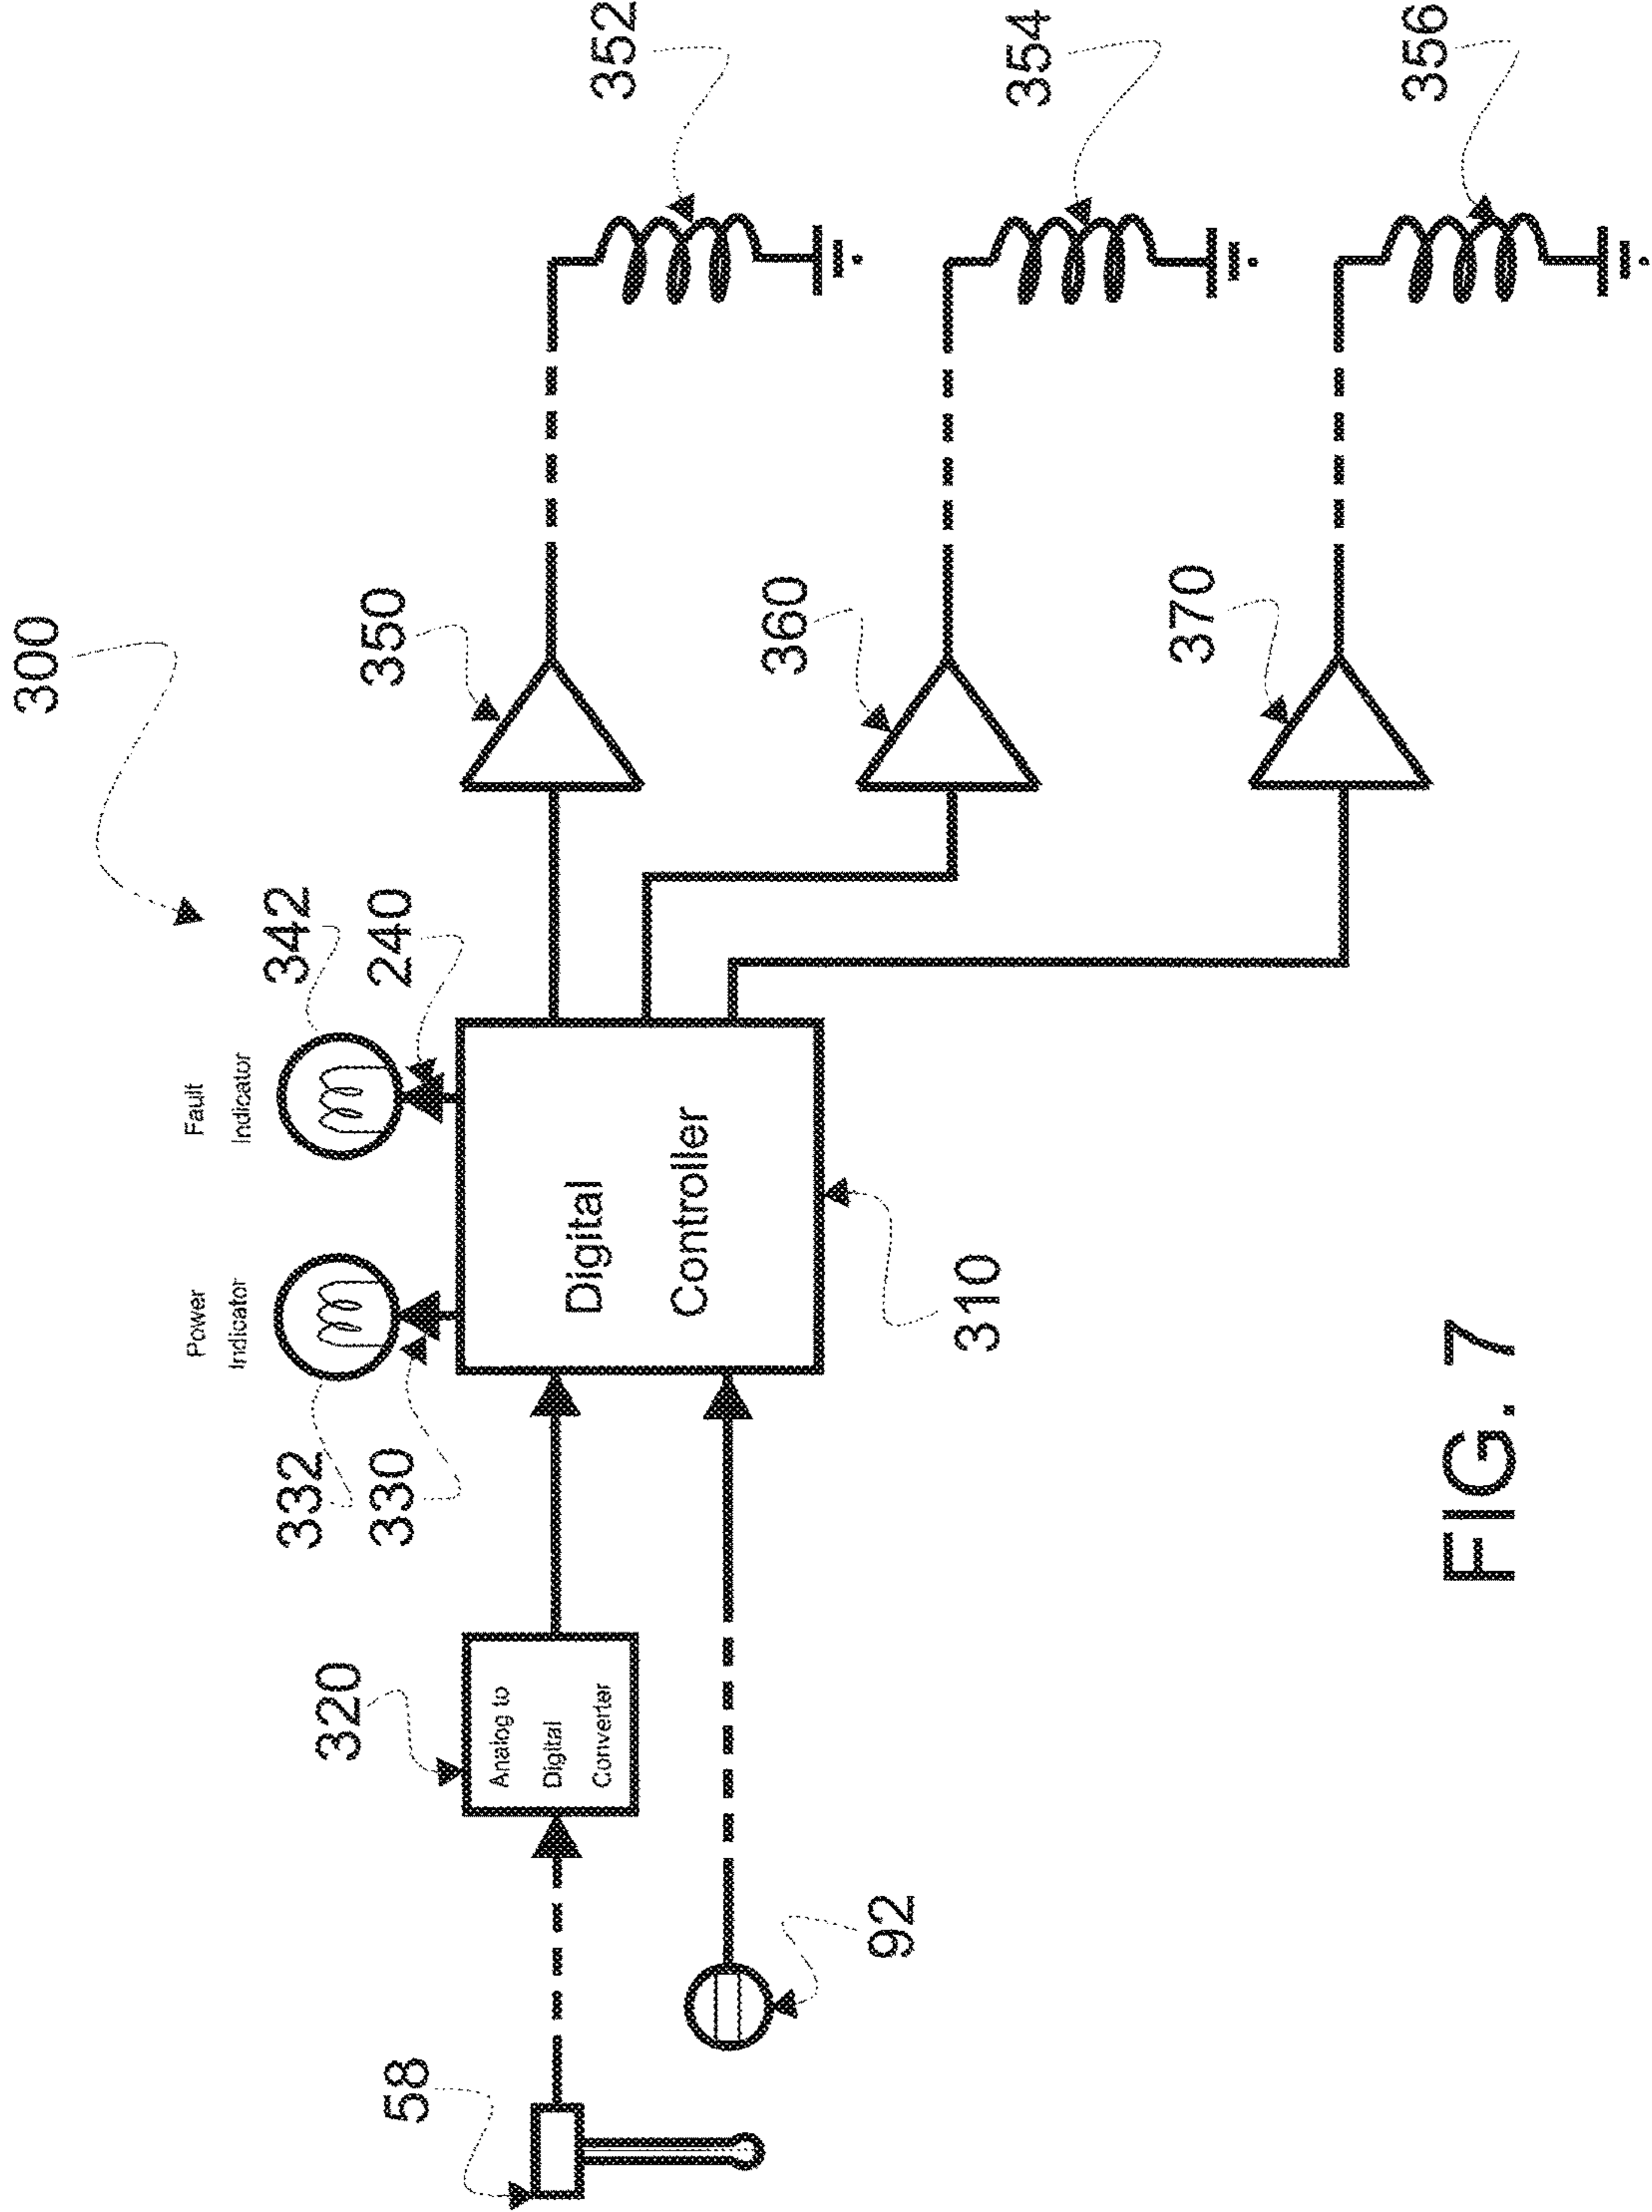 300
332
Power
Indicator
Fault
Indicator
342
330
240
58
320
Analog to
Digital
Converter
Digital
Controller
350
352
92
310
360
354
370
356
FIG. 7